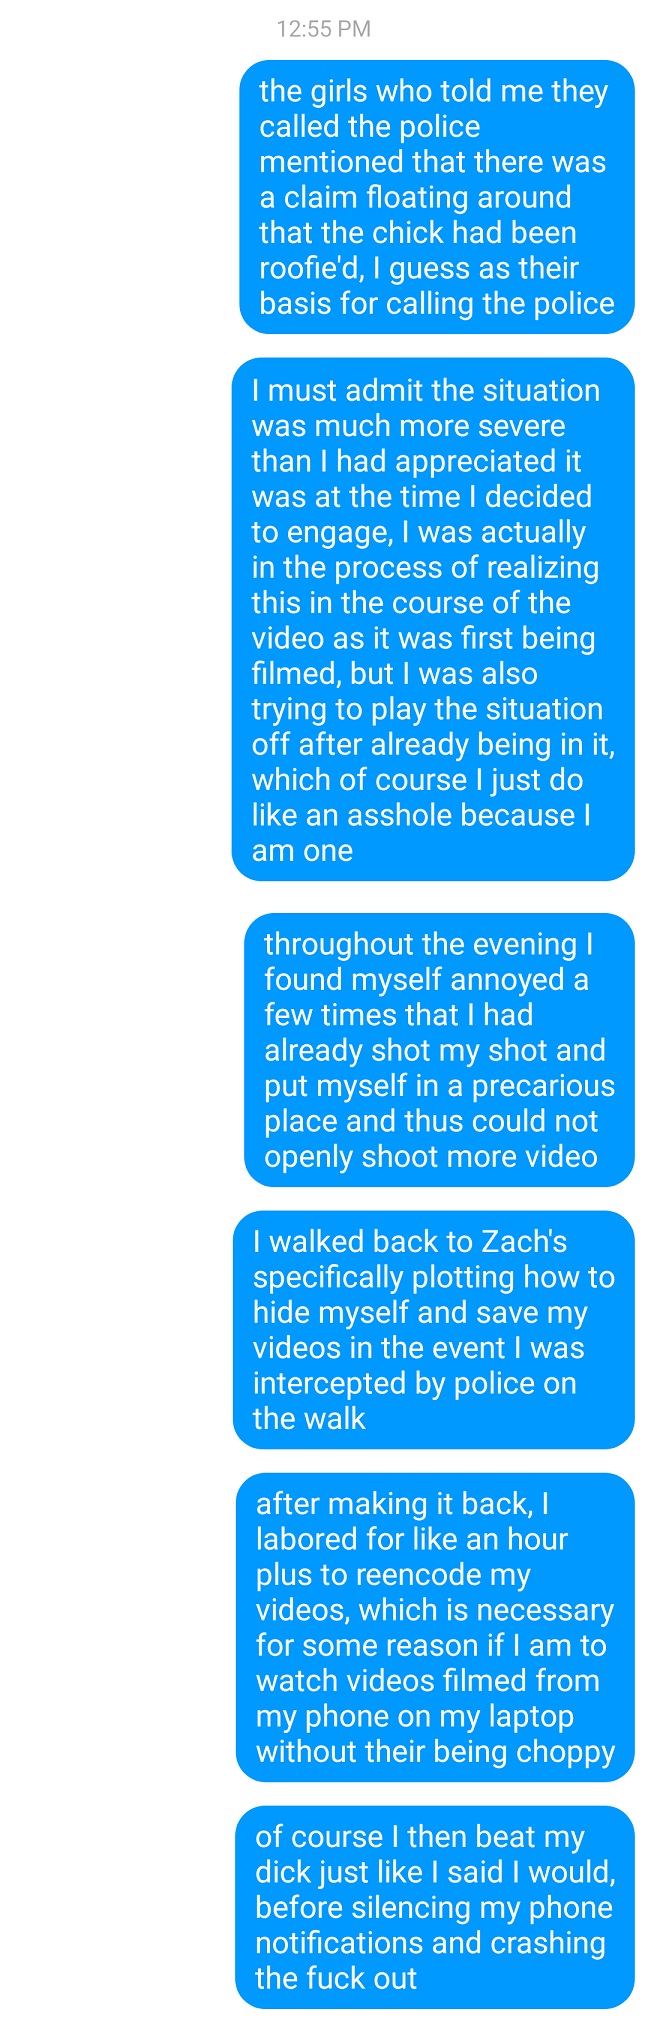 12:55 PM
the girls who told me they
called the police
mentioned that there was
a claim floating around
that the chick had been
roofie'd, I guess as their
basis for calling the police
I must admit the situation
was much more severe
than I had appreciated it
was at the time I decided
to engage, I was actually
in the process of realizing
this in the course of the
video as it was first being
filmed, but I was also
trying to play the situation
off after already being in it,
which of course I just do
like an asshole because I
am one
throughout the evening I
found myself annoyed a
few times that I had
already shot my shot and
put myself in a precarious
place and thus could not
openly shoot more video
I walked back to Zach's
specifically plotting how to
hide myself and save my
videos in the event I was
intercepted by police on
the walk
after making it back, I
labored for like an hour
plus to reencode my
videos, which is necessary
for some reason if I am to
watch videos filmed from
my phone on my laptop
without their being choppy
of course I then beat my
dick just like I said I would,
before silencing my phone
notifications and crashing
the fuck out